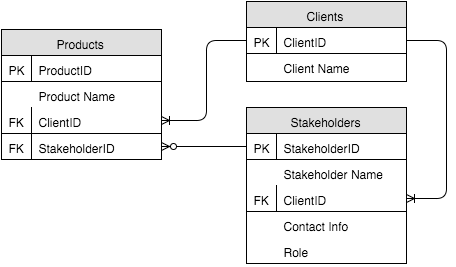 Products
PK ProductID
Product Name
FK ClientID
FK StakeholderID
Clients
PK ClientID
Client Name
Stakeholders
PK StakeholderID
Stakeholder Name
FK ClientID
Contact Info
Role